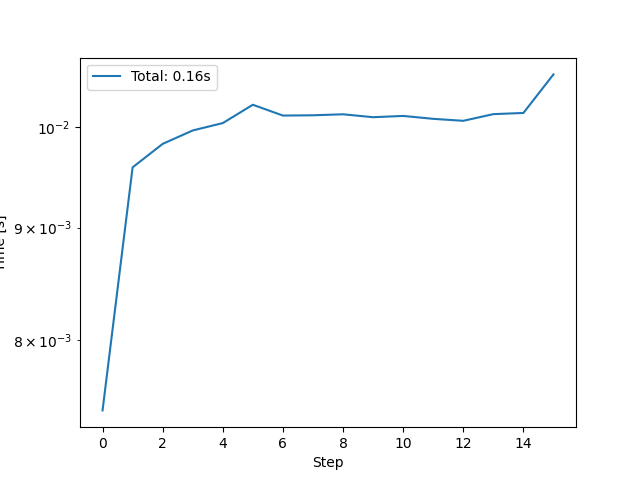 Total: 0.16s
10⁻²
9 × 10⁻³
8 × 10⁻³
0 2 4 6 8 10 12 14
Step
[s]